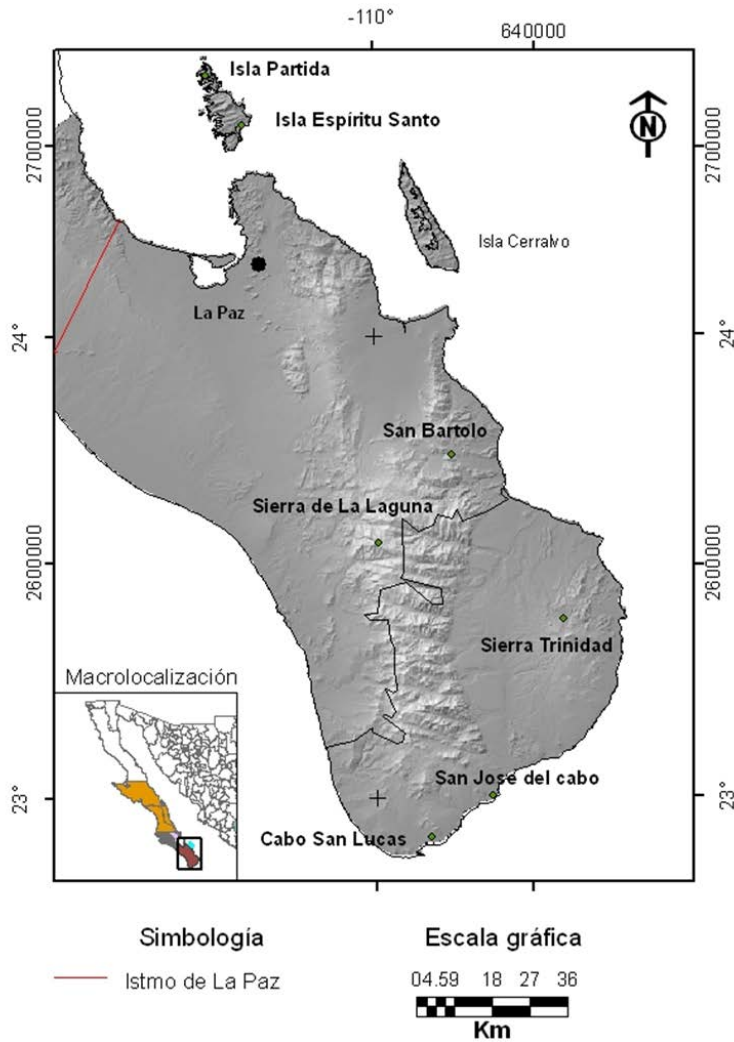 -110°
640000
Isla Partida
Isla Espíritu Santo
N
2700000
2700000
Isla Cerralvo
La Paz
24°
24°
San Bartolo
Sierra de La Laguna
2600000
2600000
Sierra Trinidad
Macrolocalización
San Jose del cabo
23°
23°
Cabo San Lucas
Simbología
Escala gráfica
Istmo de La Paz
04.59 18 27 36
Km